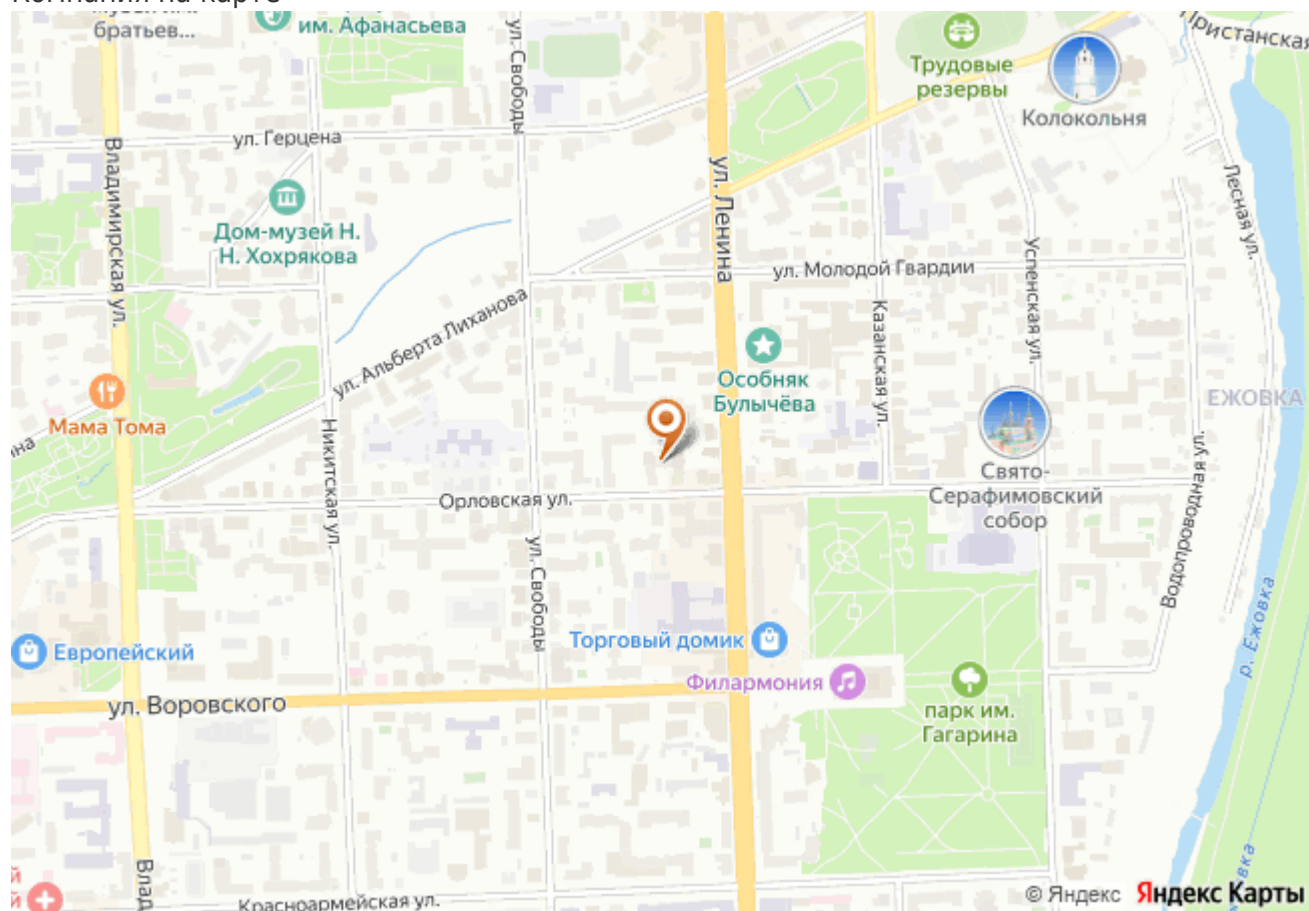 братьев...
им. Афанасьева
ул. Свободы
Трудовые
резервы
Колокольня
Пристанская
ул. Герцена
Владимирская ул.
ул. Ленина
Лесная ул.
Дом-музей Н.
Н. Хохрякова
ул. Молодой Гвардии
Успенская ул.
Казанская ул.
ул. Альберта Лиханова
Особняк
Булычёва
ЕЖОВКА
Мама Тома
Никитская ул.
Свято-
Серафимовский
собор
Орловская ул.
Водопроводная ул.
ул. Свободы
Торговый домик
Европейский
Филармония
р. Ежовка
ул. Воровского
парк им.
Гагарина
Влад
Красноармейская ул.
© Яндекс Яндекс Карты